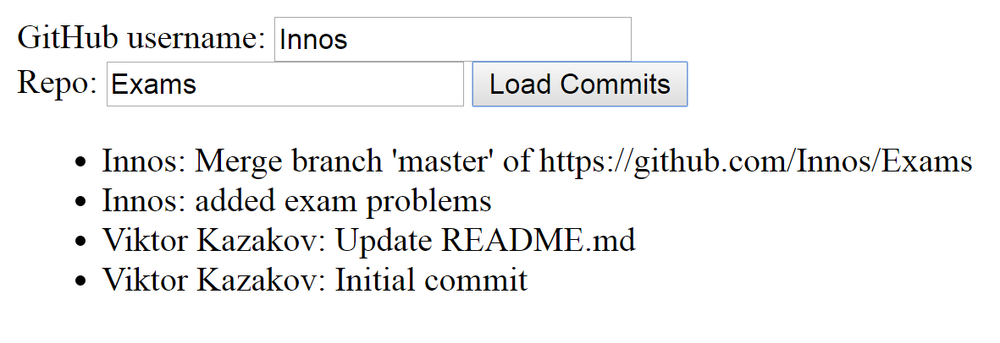 GitHub username: Innos
Repo: Exams Load Commits
Innos: Merge branch 'master' of https://github.com/Innos/Exams
Innos: added exam problems
Viktor Kazakov: Update README.md
Viktor Kazakov: Initial commit